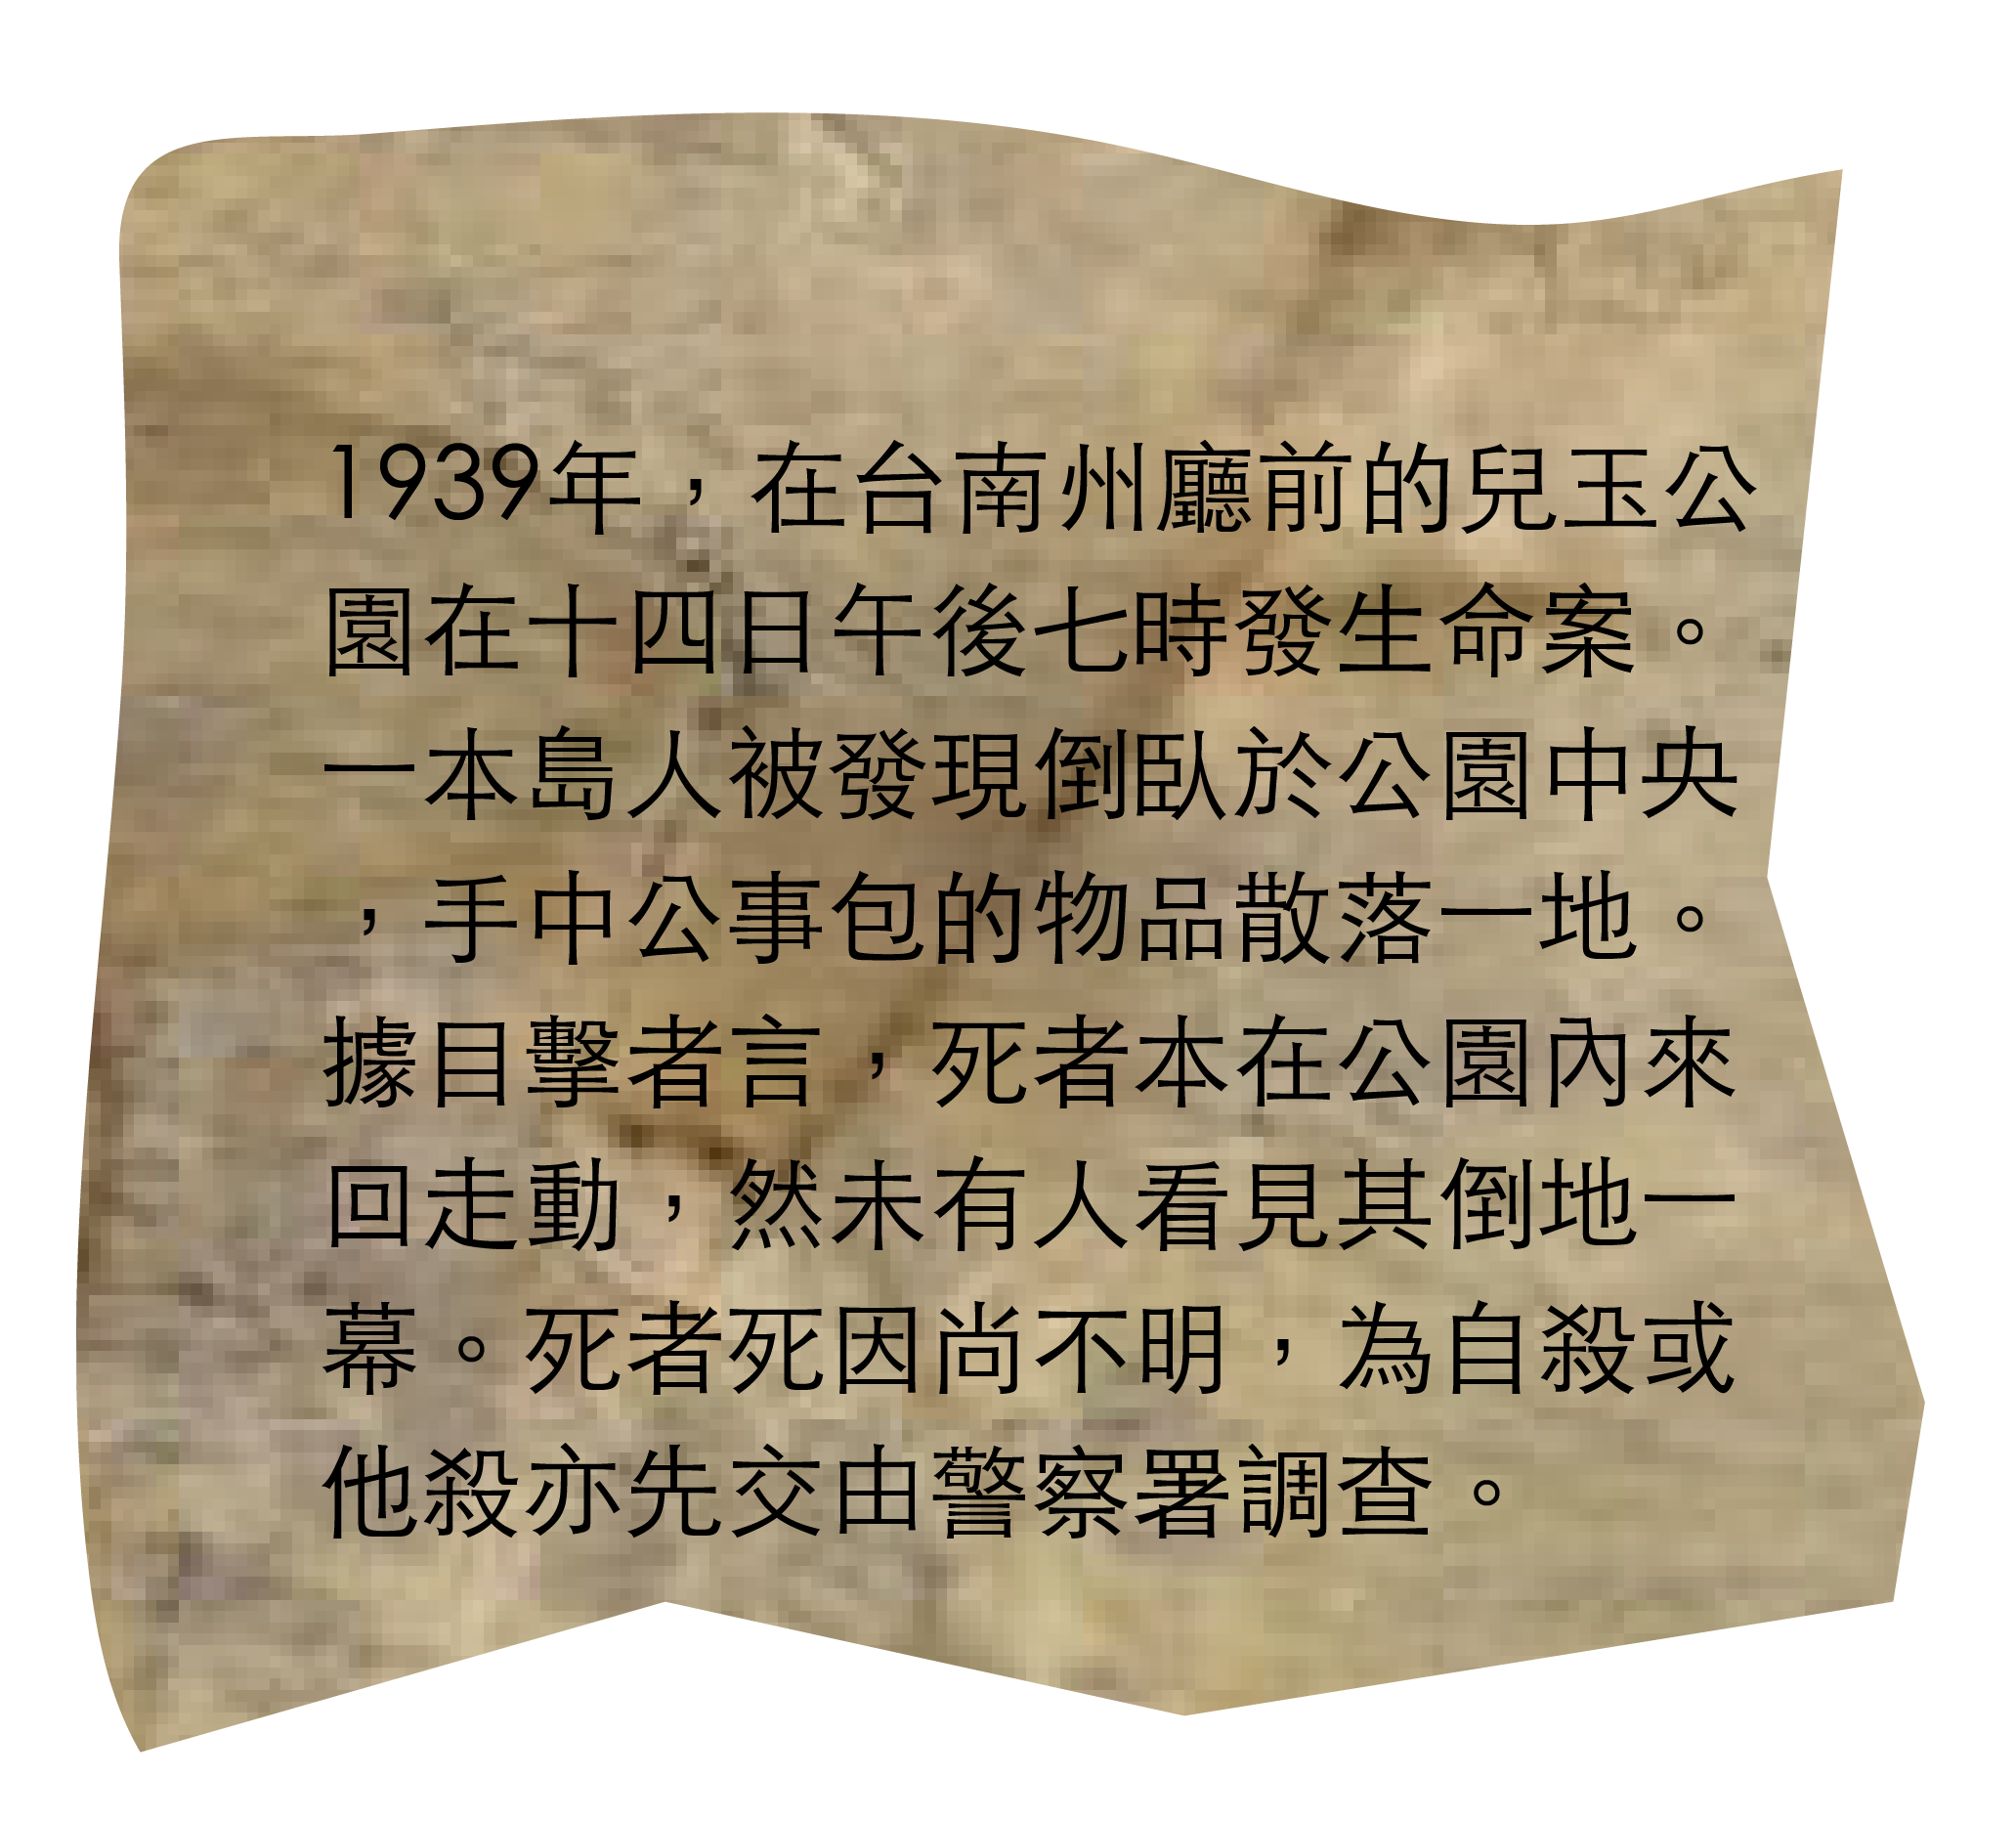 1939年，在台南州廳前的兒玉公
園在十四日午後七時發生命案。
一本島人被發現倒臥於公園中央
，手中公事包的物品散落一地。
據目擊者言，死者本在公園內來
回走動，然未有人看見其倒地一
幕。死者死因尚不明，為自殺或
他殺亦先交由警察署調查。